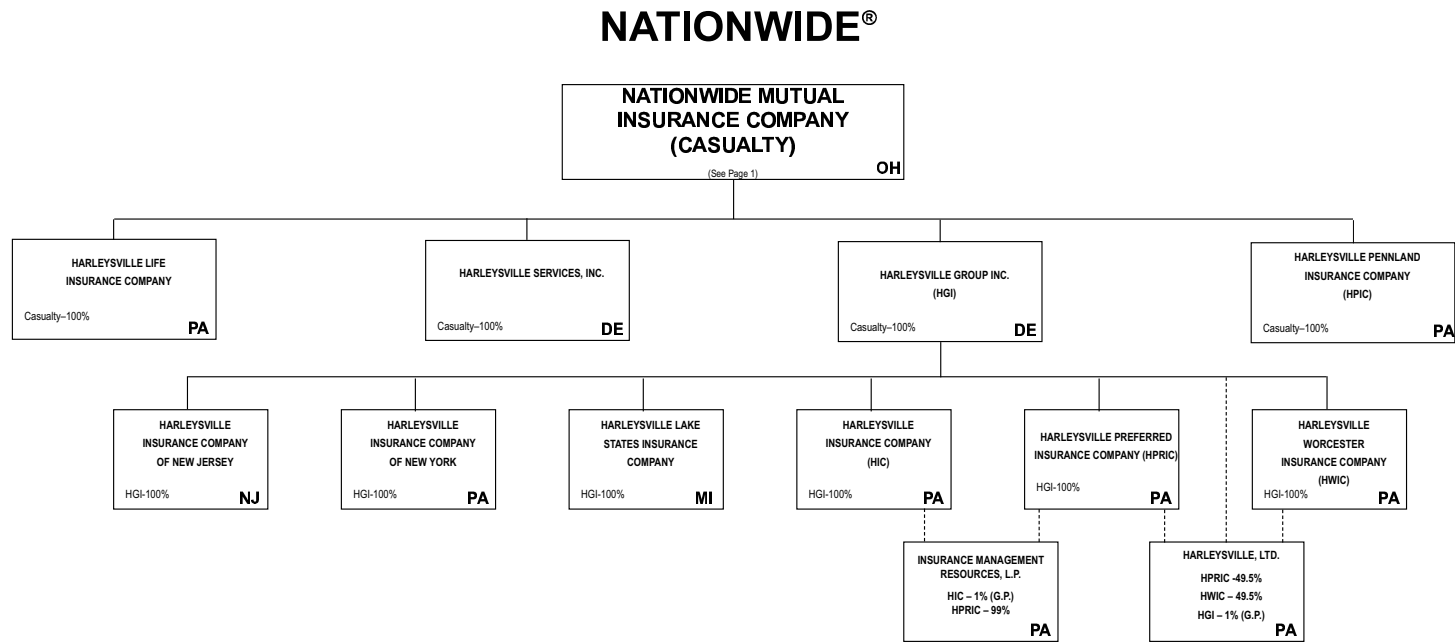 NATIONWIDE®
NATIONWIDE MUTUAL
INSURANCE COMPANY
(CASUALTY)
(See Page 1)
OH
HARLEYSVILLE LIFE
INSURANCE COMPANY
Casualty–100%
PA
HARLEYSVILLE SERVICES, INC.
Casualty–100%
DE
HARLEYSVILLE GROUP INC.
(HGI)
Casualty–100%
DE
HARLEYSVILLE PENNLAND
INSURANCE COMPANY
(HPIC)
Casualty–100%
PA
HARLEYSVILLE
INSURANCE COMPANY
OF NEW JERSEY
HGI-100%
NJ
HARLEYSVILLE
INSURANCE COMPANY
OF NEW YORK
HGI-100%
PA
HARLEYSVILLE LAKE
STATES INSURANCE
COMPANY
HGI-100%
MI
HARLEYSVILLE
INSURANCE COMPANY
(HIC)
HGI-100%
PA
HARLEYSVILLE PREFERRED
INSURANCE COMPANY (HPRIC)
HGI-100%
PA
HARLEYSVILLE
WORCESTER
INSURANCE COMPANY
(HWIC)
HGI-100%
PA
INSURANCE MANAGEMENT
RESOURCES, L.P.
HIC – 1% (G.P.)
HPRIC – 99%
PA
HARLEYSVILLE, LTD.
HPRIC -49.5%
HWIC – 49.5%
HGI – 1% (G.P.)
PA